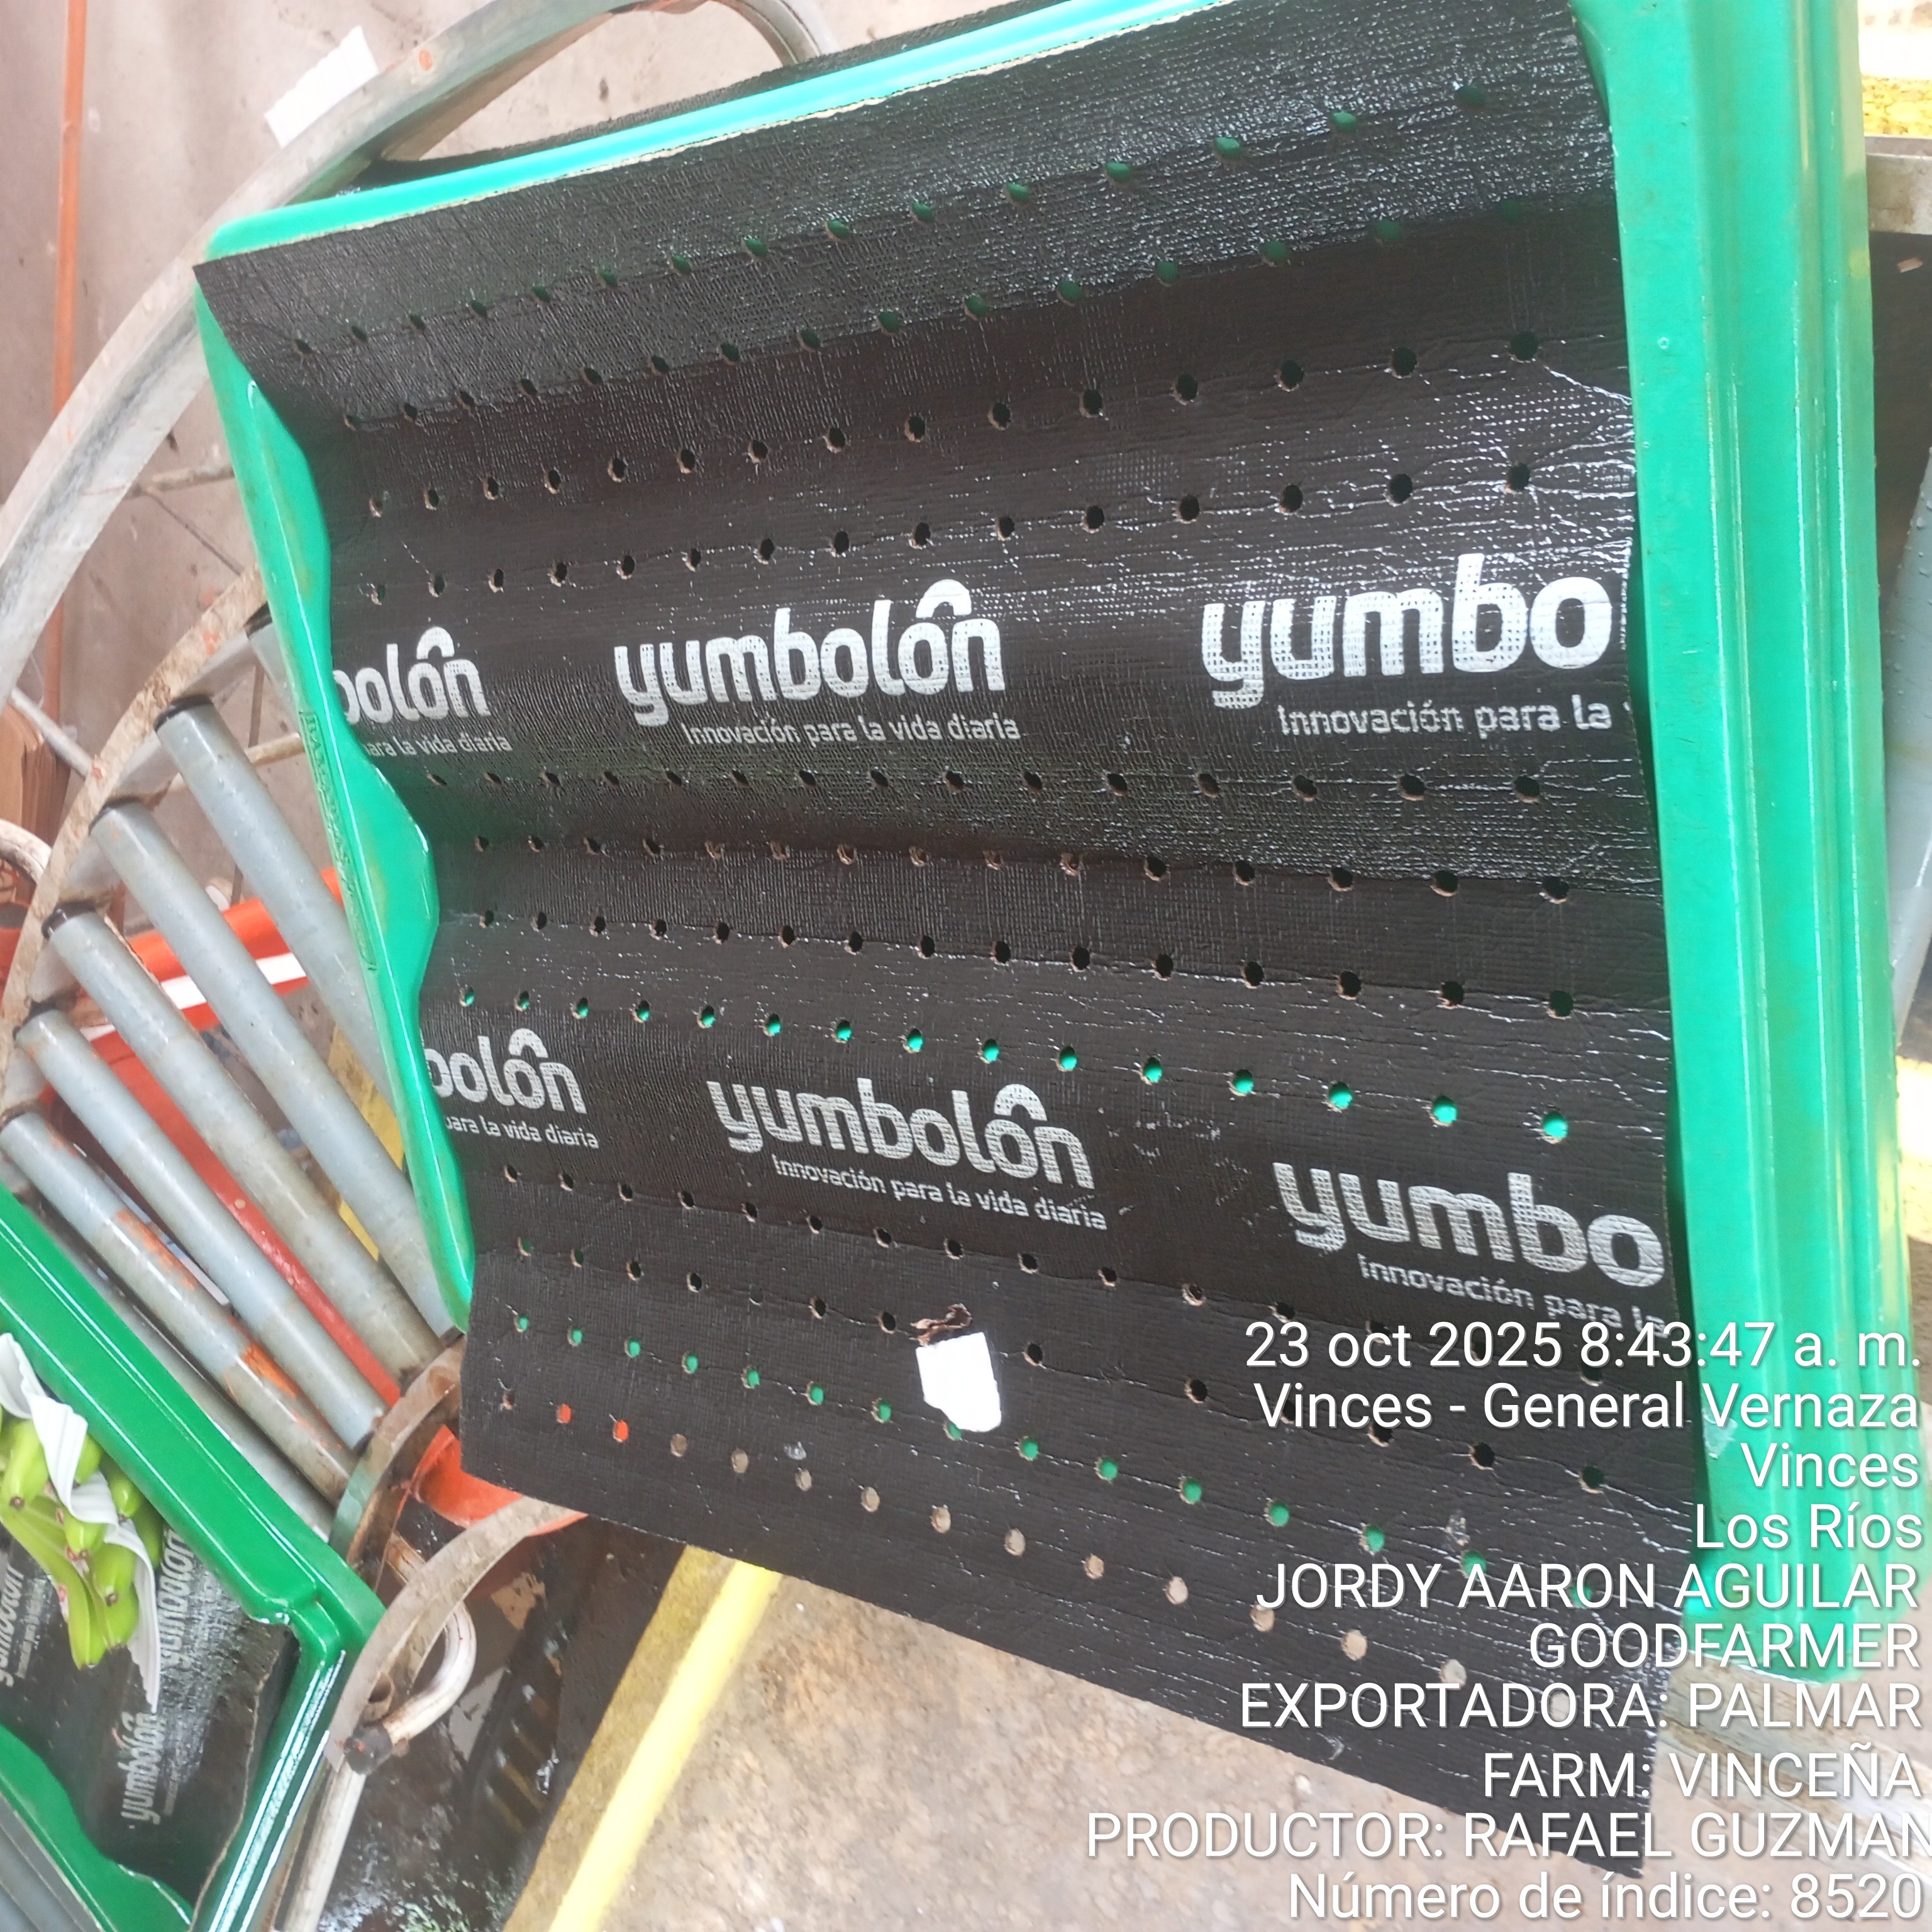 bolôn
yumbolôn
yumbo
para la vida diaria
Innovación para la vida diaria
Innovación para la
bolôn
yumbolôn
yumbo
para la vida diaria
Innovación para la vida diaria
Innovación para la
yumbolôn
23 oct 2025 8:43:47 a. m.
Vinces - General Vernaza
Vinces
Los Ríos
JORDY AARON AGUILAR
GOODFARMER
EXPORTADORA: PALMAR
FARM: VINCEÑA
PRODUCTOR: RAFAEL GUZMAN
Número de índice: 8520